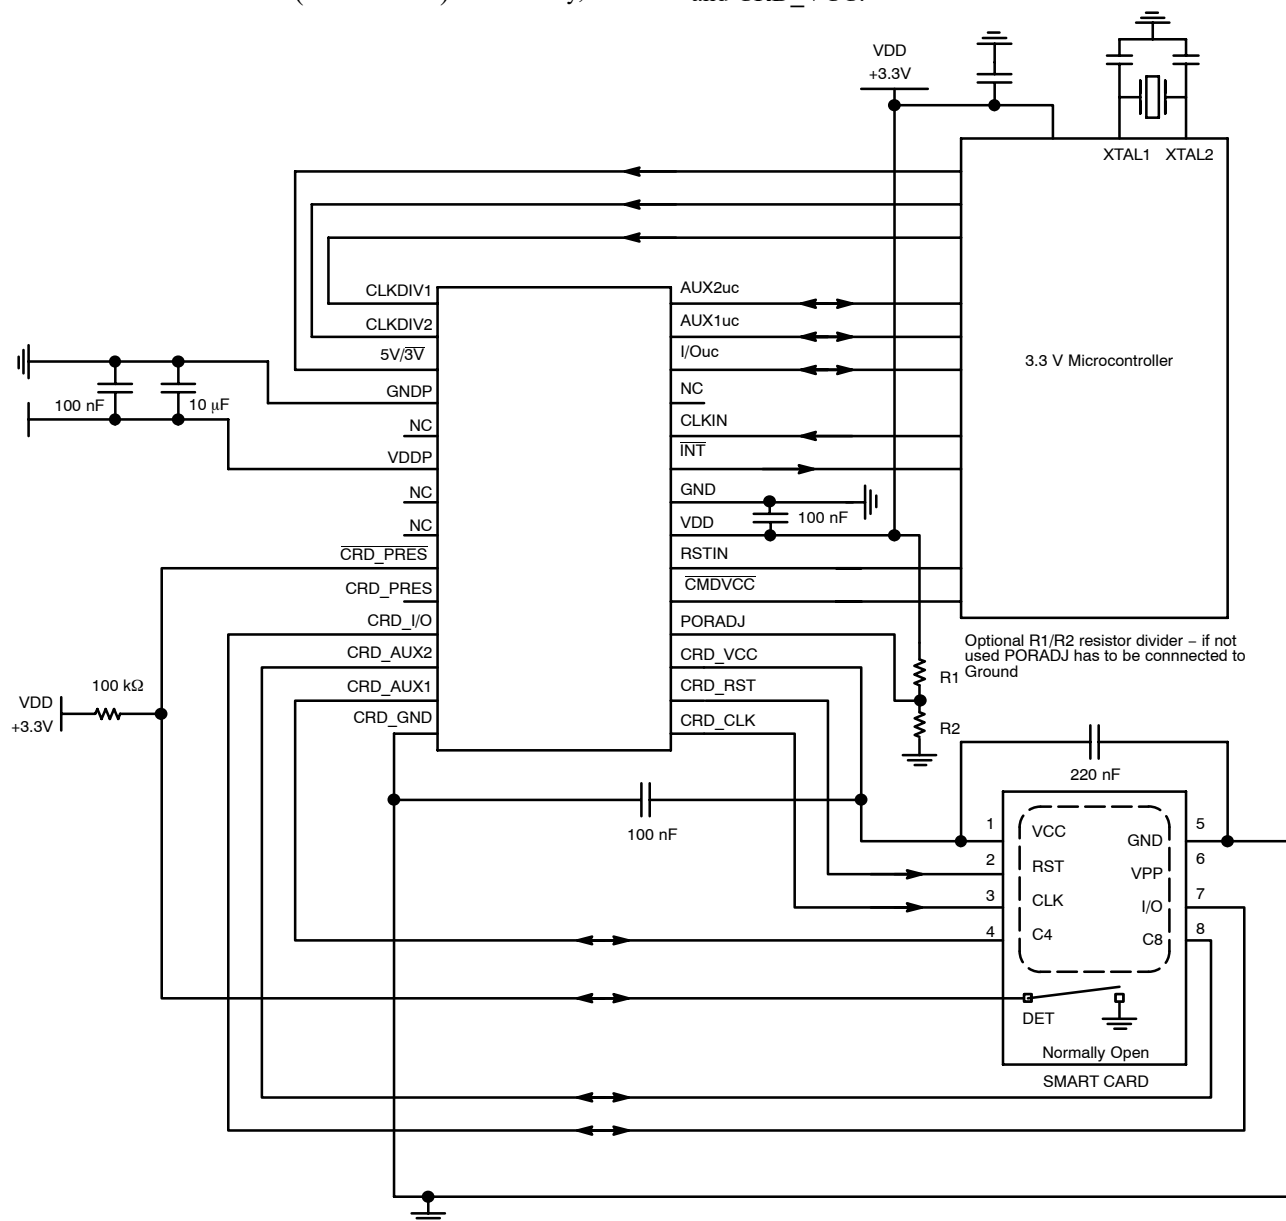 and CRD_VCC.
VDD
+3.3V
XTAL1 XTAL2
CLKDIV1
CLKDIV2
5V/3V
GNDP
NC
VDDP
NC
NC
CRD_PRES
CRD_PRES
CRD_I/O
CRD_AUX2
CRD_AUX1
CRD_GND
100 nF
10 μF
AUX2uc
AUX1uc
I/Ouc
NC
CLKIN
INT
GND
VDD
RSTIN
CMDVCC
PORADJ
CRD_VCC
CRD_RST
CRD_CLK
100 nF
3.3 V Microcontroller
Optional R1/R2 resistor divider – if not
used PORADJ has to be connnected to
Ground
R1
R2
VDD
+3.3V
100 kΩ
100 nF
220 nF
1
2
3
4
VCC
RST
CLK
C4
GND
VPP
I/O
C8
5
6
7
8
DET
Normally Open
SMART CARD